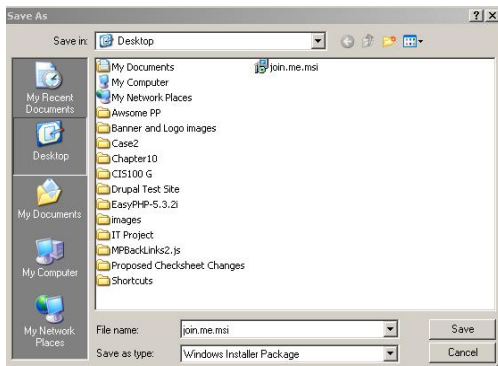 Save As
Save in: Desktop
My Recent
Documents
Desktop
My Documents
My Computer
My Network
Places
My Documents
My Computer
My Network Places
Awsome PP
Banner and Logo images
Case2
Chapter10
CIS100 G
Drupal Test Site
EasyPHP-5.3.2i
images
IT Project
MPBackLinks2.js
Proposed Checksheet Changes
Shortcuts
join.me.msi
File name: join.me.msi Save
Save as type: Windows Installer Package Cancel